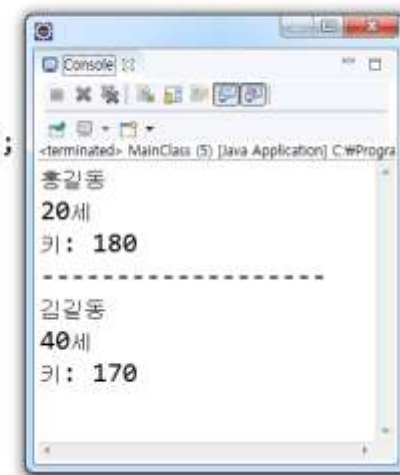 Console
;
<terminated> MainClass (5) [Java Application] C:₩Progra
홍길동
20세
키: 180
-------------------
김길동
40세
키: 170